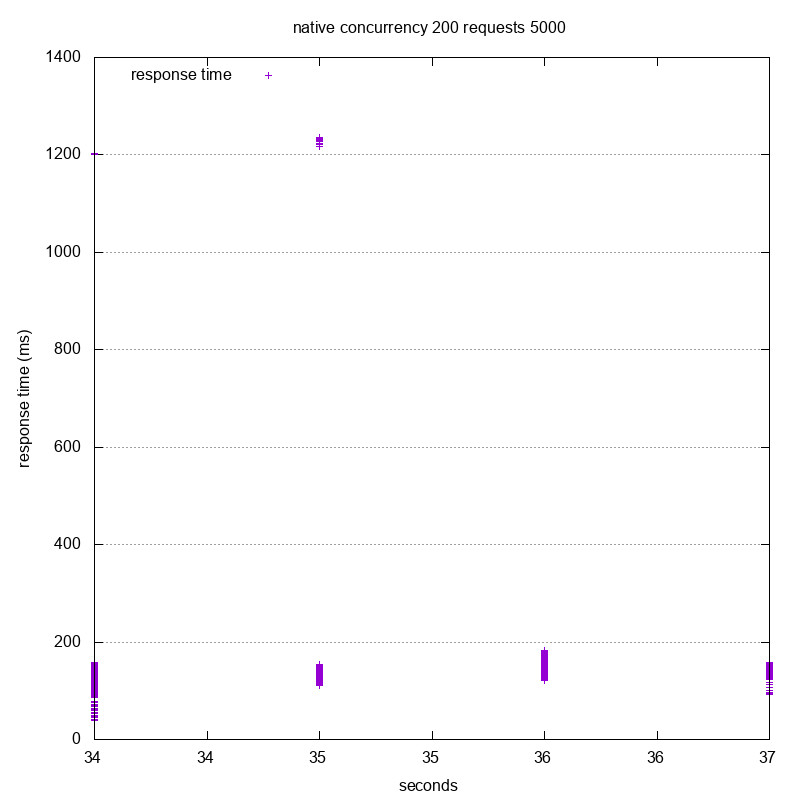 native concurrency 200 requests 5000
1400
response time
1200
1000
800
600
400
200
0
response time (ms)
34 34 35 35 36 36 37
seconds